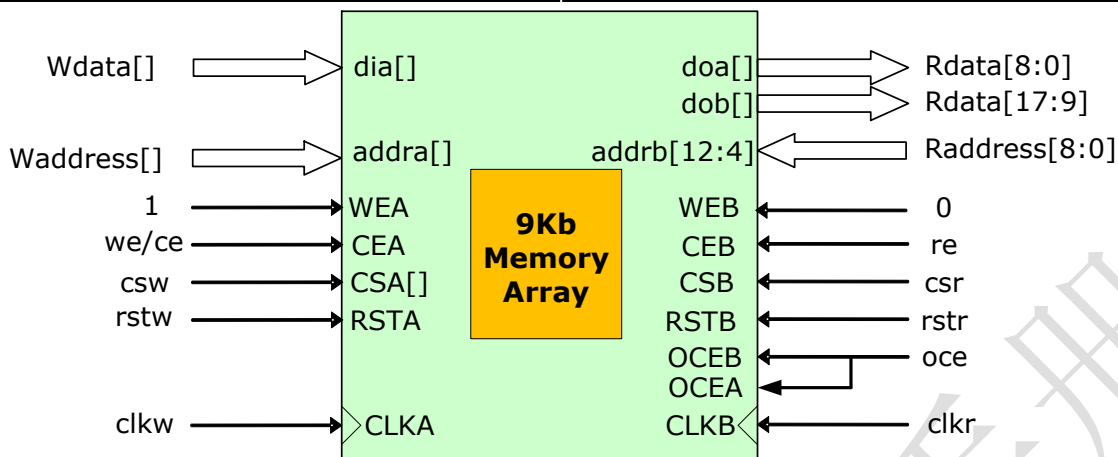 Wdata[] dia[] doa[] Rdata[8:0]
dob[] Rdata[17:9]
Waddress[] addra[] addrb[12:4] Raddress[8:0]
1 WEA WEB 0
we/ce CEA CEB re
csw CSA[] CSB csr
rstw RSTA RSTB rstr
9Kb
Memory
Array
OCEB oce
OCEA
clkw CLKA CLKB clkr